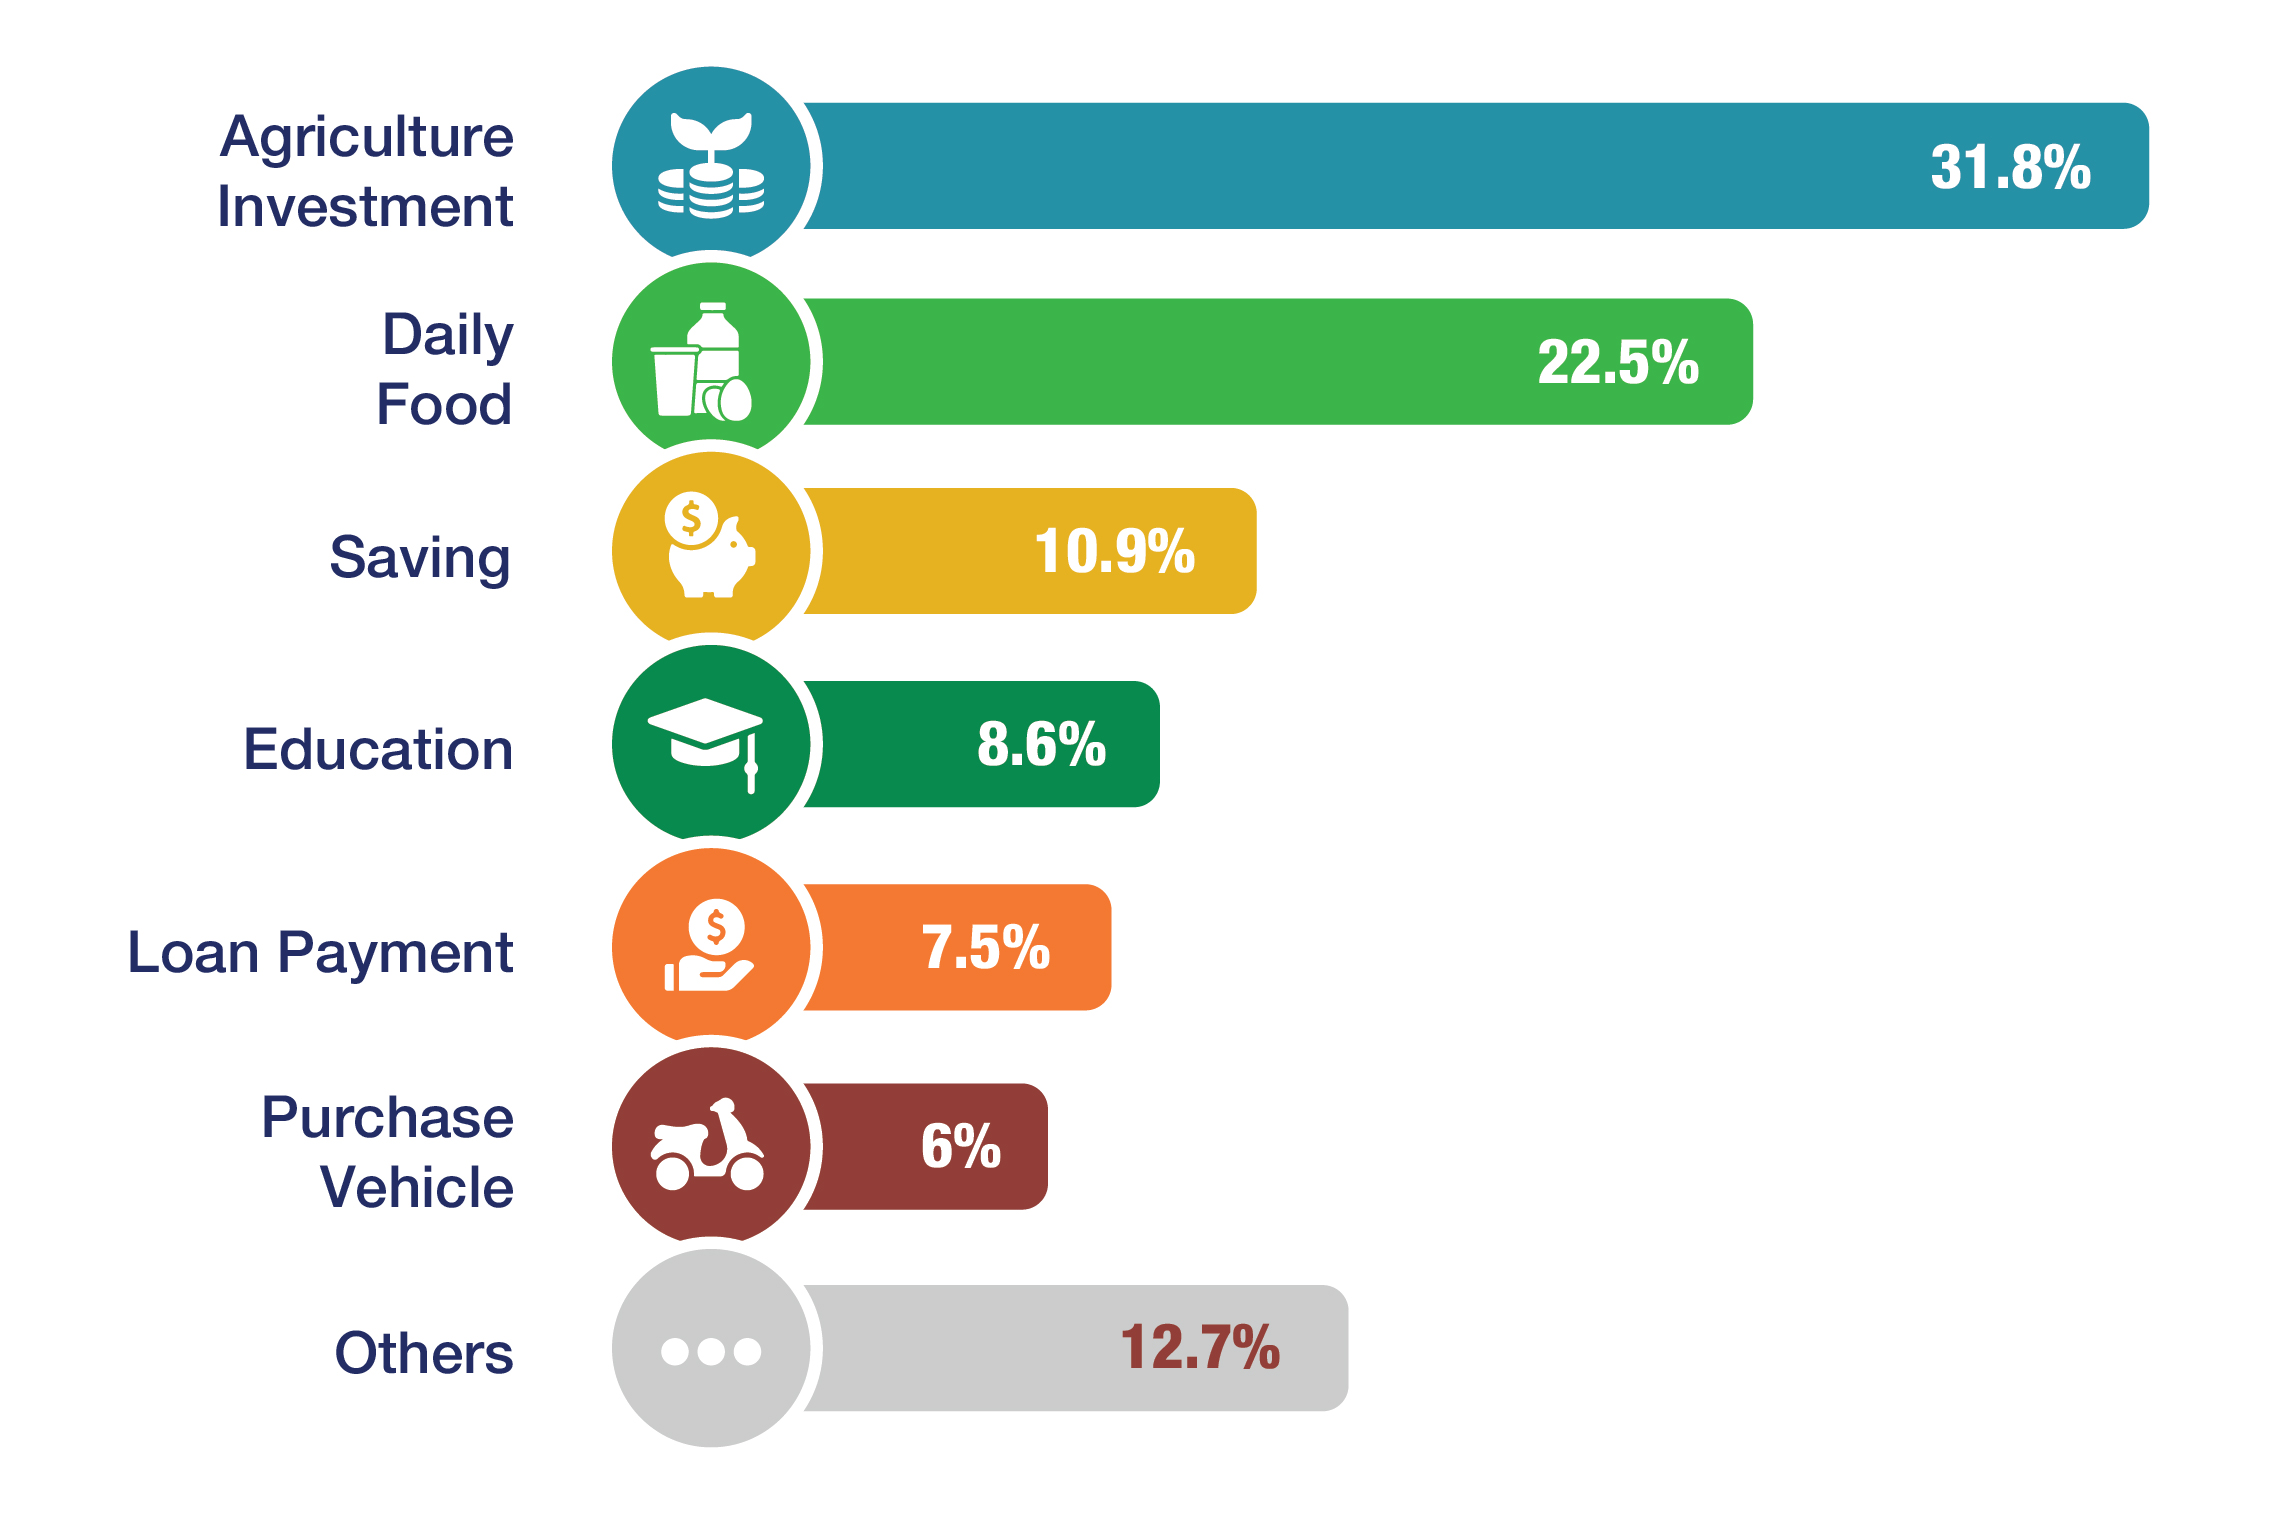 Agriculture
Investment
31.8%
Daily
Food
22.5%
$
Saving
10.9%
Education
8.6%
$
Loan Payment
7.5%
Purchase
Vehicle
6%
Others
12.7%